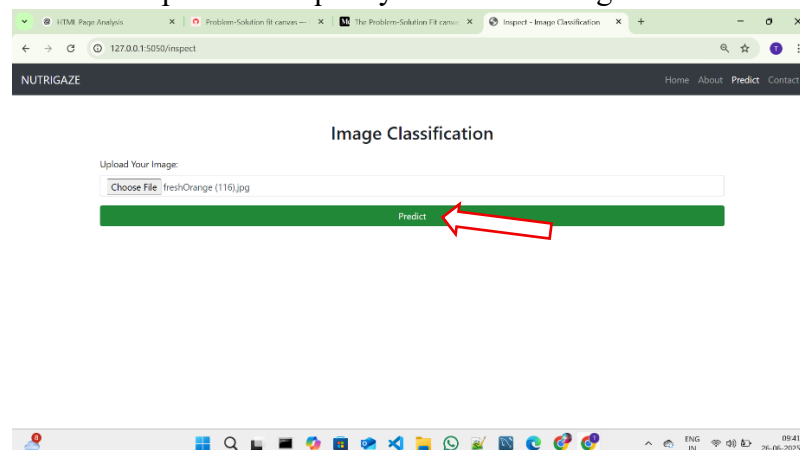 HTML Page Analysis
Problem-Solution fit canvas —
The Problem-Solution Fit canvas
Inspect - Image Classification
127.0.0.1:5050/inspect
NUTRIGAZE
Home About Predict Contact
Image Classification
Upload Your Image:
Choose File freshOrange (116).jpg
Predict
ENG
IN
09:41
26-06-2025